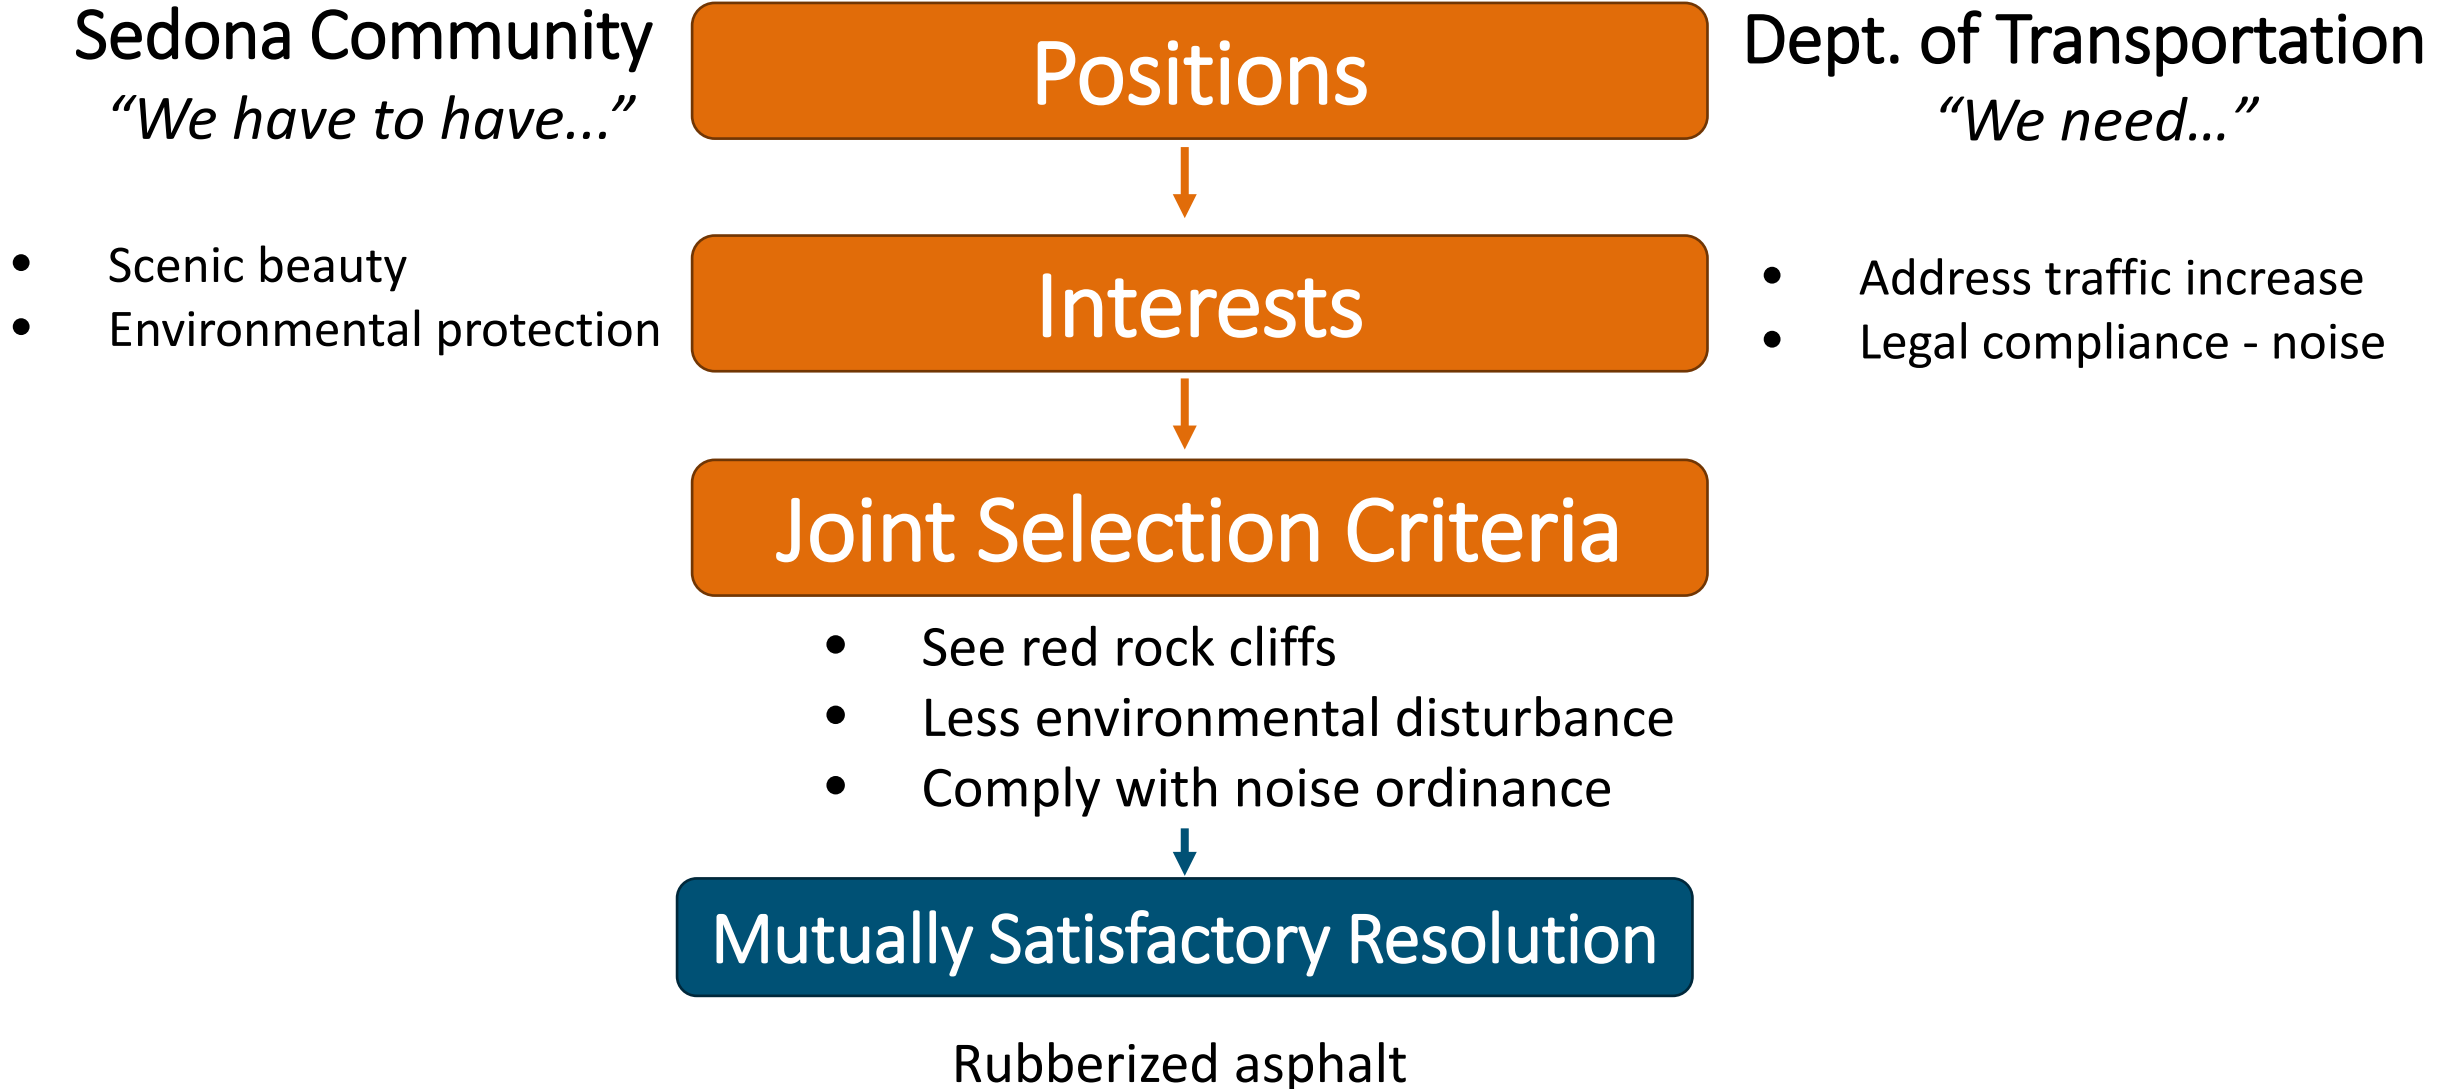 Sedona Community
“We have to have...”
Positions
Dept. of Transportation
“We need...”
• Scenic beauty
• Environmental protection
Interests
• Address traffic increase
• Legal compliance - noise
Joint Selection Criteria
• See red rock cliffs
• Less environmental disturbance
• Comply with noise ordinance
Mutually Satisfactory Resolution
Rubberized asphalt